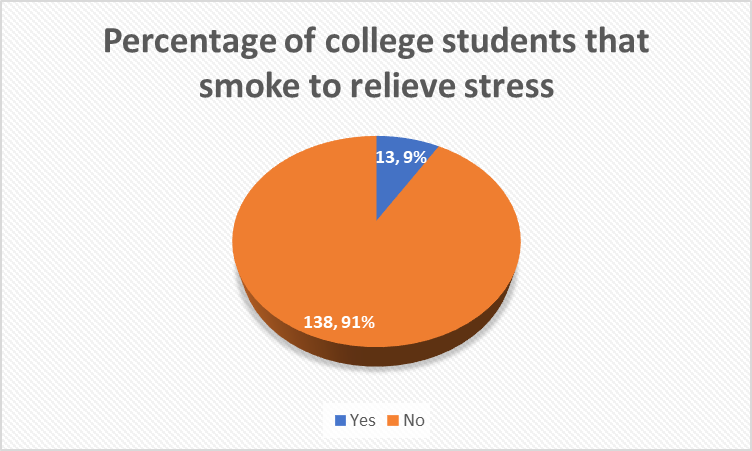 Percentage of college students that
smoke to relieve stress
13, 9%
138, 91%
Yes No